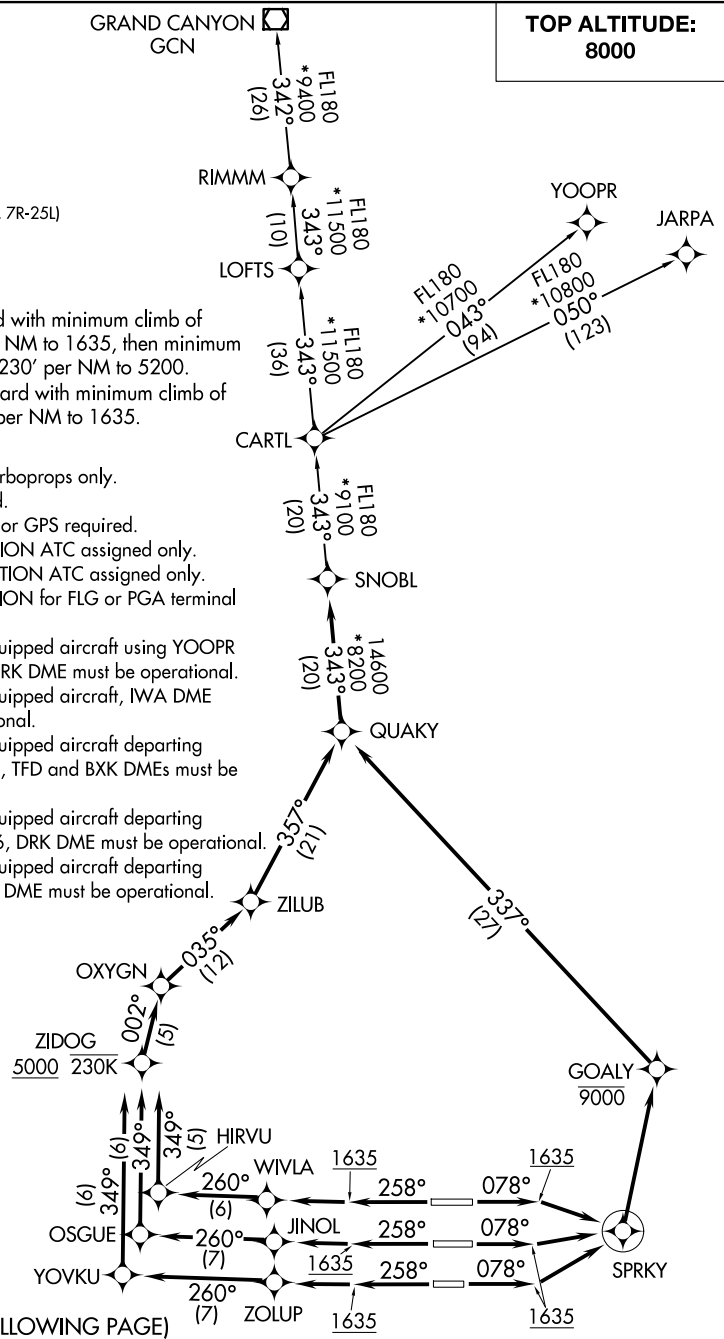 TOP ALTITUDE:
8000
GRAND CANYON
GCN
FL180
*9400
342°
(26)
RIMMM
7R-25L)
FL180
*11500
343°
(10)
YOOPR
JARPA
LOFTS
FL180
*10700
043°
(94)
FL180
*10800
050°
(123)
d with minimum climb of
NM to 1635, then minimum
230' per NM to 5200.
ard with minimum climb of
per NM to 1635.
FL180
*11500
343°
(36)
CARTL
rboprops only.
d.
or GPS required.
ION ATC assigned only.
TION ATC assigned only.
ION for FLG or PGA terminal
FL180
*9100
343°
(20)
SNOBL
uipped aircraft using YOOPR
RK DME must be operational.
uipped aircraft, IWA DME
onal.
uipped aircraft departing
, TFD and BXK DMEs must be
14600
*8200
343°
(20)
QUAKY
uipped aircraft departing
6, DRK DME must be operational.
uipped aircraft departing
DME must be operational.
357°
(21)
337°
(27)
ZILUB
035°
(12)
OXYGN
002°
(5)
ZIDOG
5000 230K
GOALY
9000
349°
(6)
349°
(6)
349°
(5)
HIRVU
WIVLA
260°
(6)
1635
258°
078°
1635
OSGUE
JINOL
260°
(7)
1635
258°
078°
SPRKY
YOVKU
ZOLUP
260°
(7)
1635
258°
078°
1635
LLOWING PAGE)